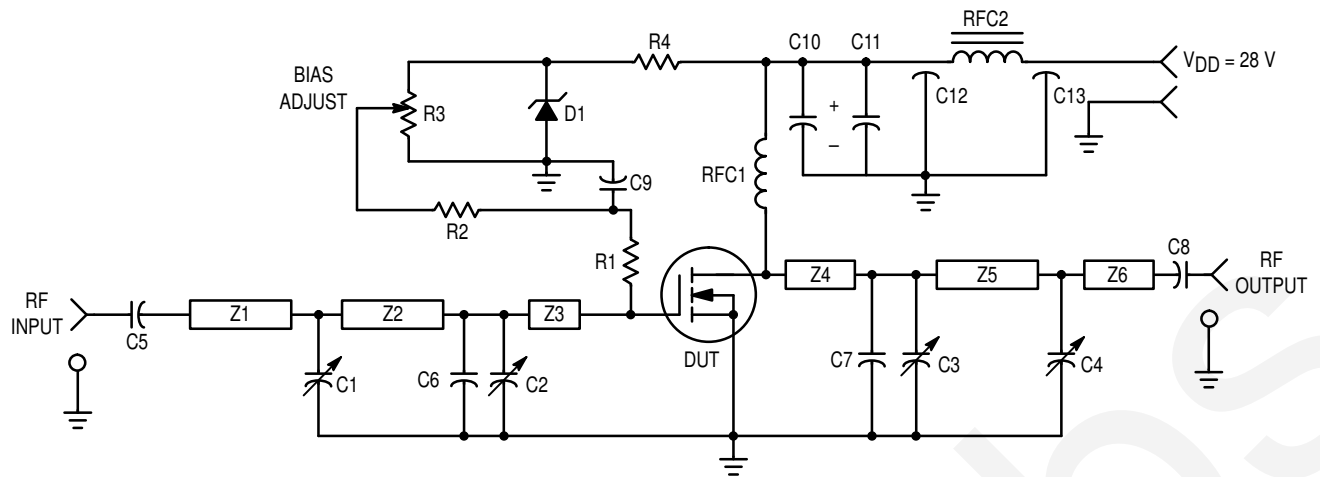 RFC2
R4
C10
C11
VDD = 28 V
BIAS
ADJUST
R3
D1
C12
C13
+
–
C9
RFC1
R2
R1
C8
RF
INPUT
C5
Z1
Z2
Z3
Z4
Z5
Z6
RF
OUTPUT
DUT
C1
C6
C2
C7
C3
C4